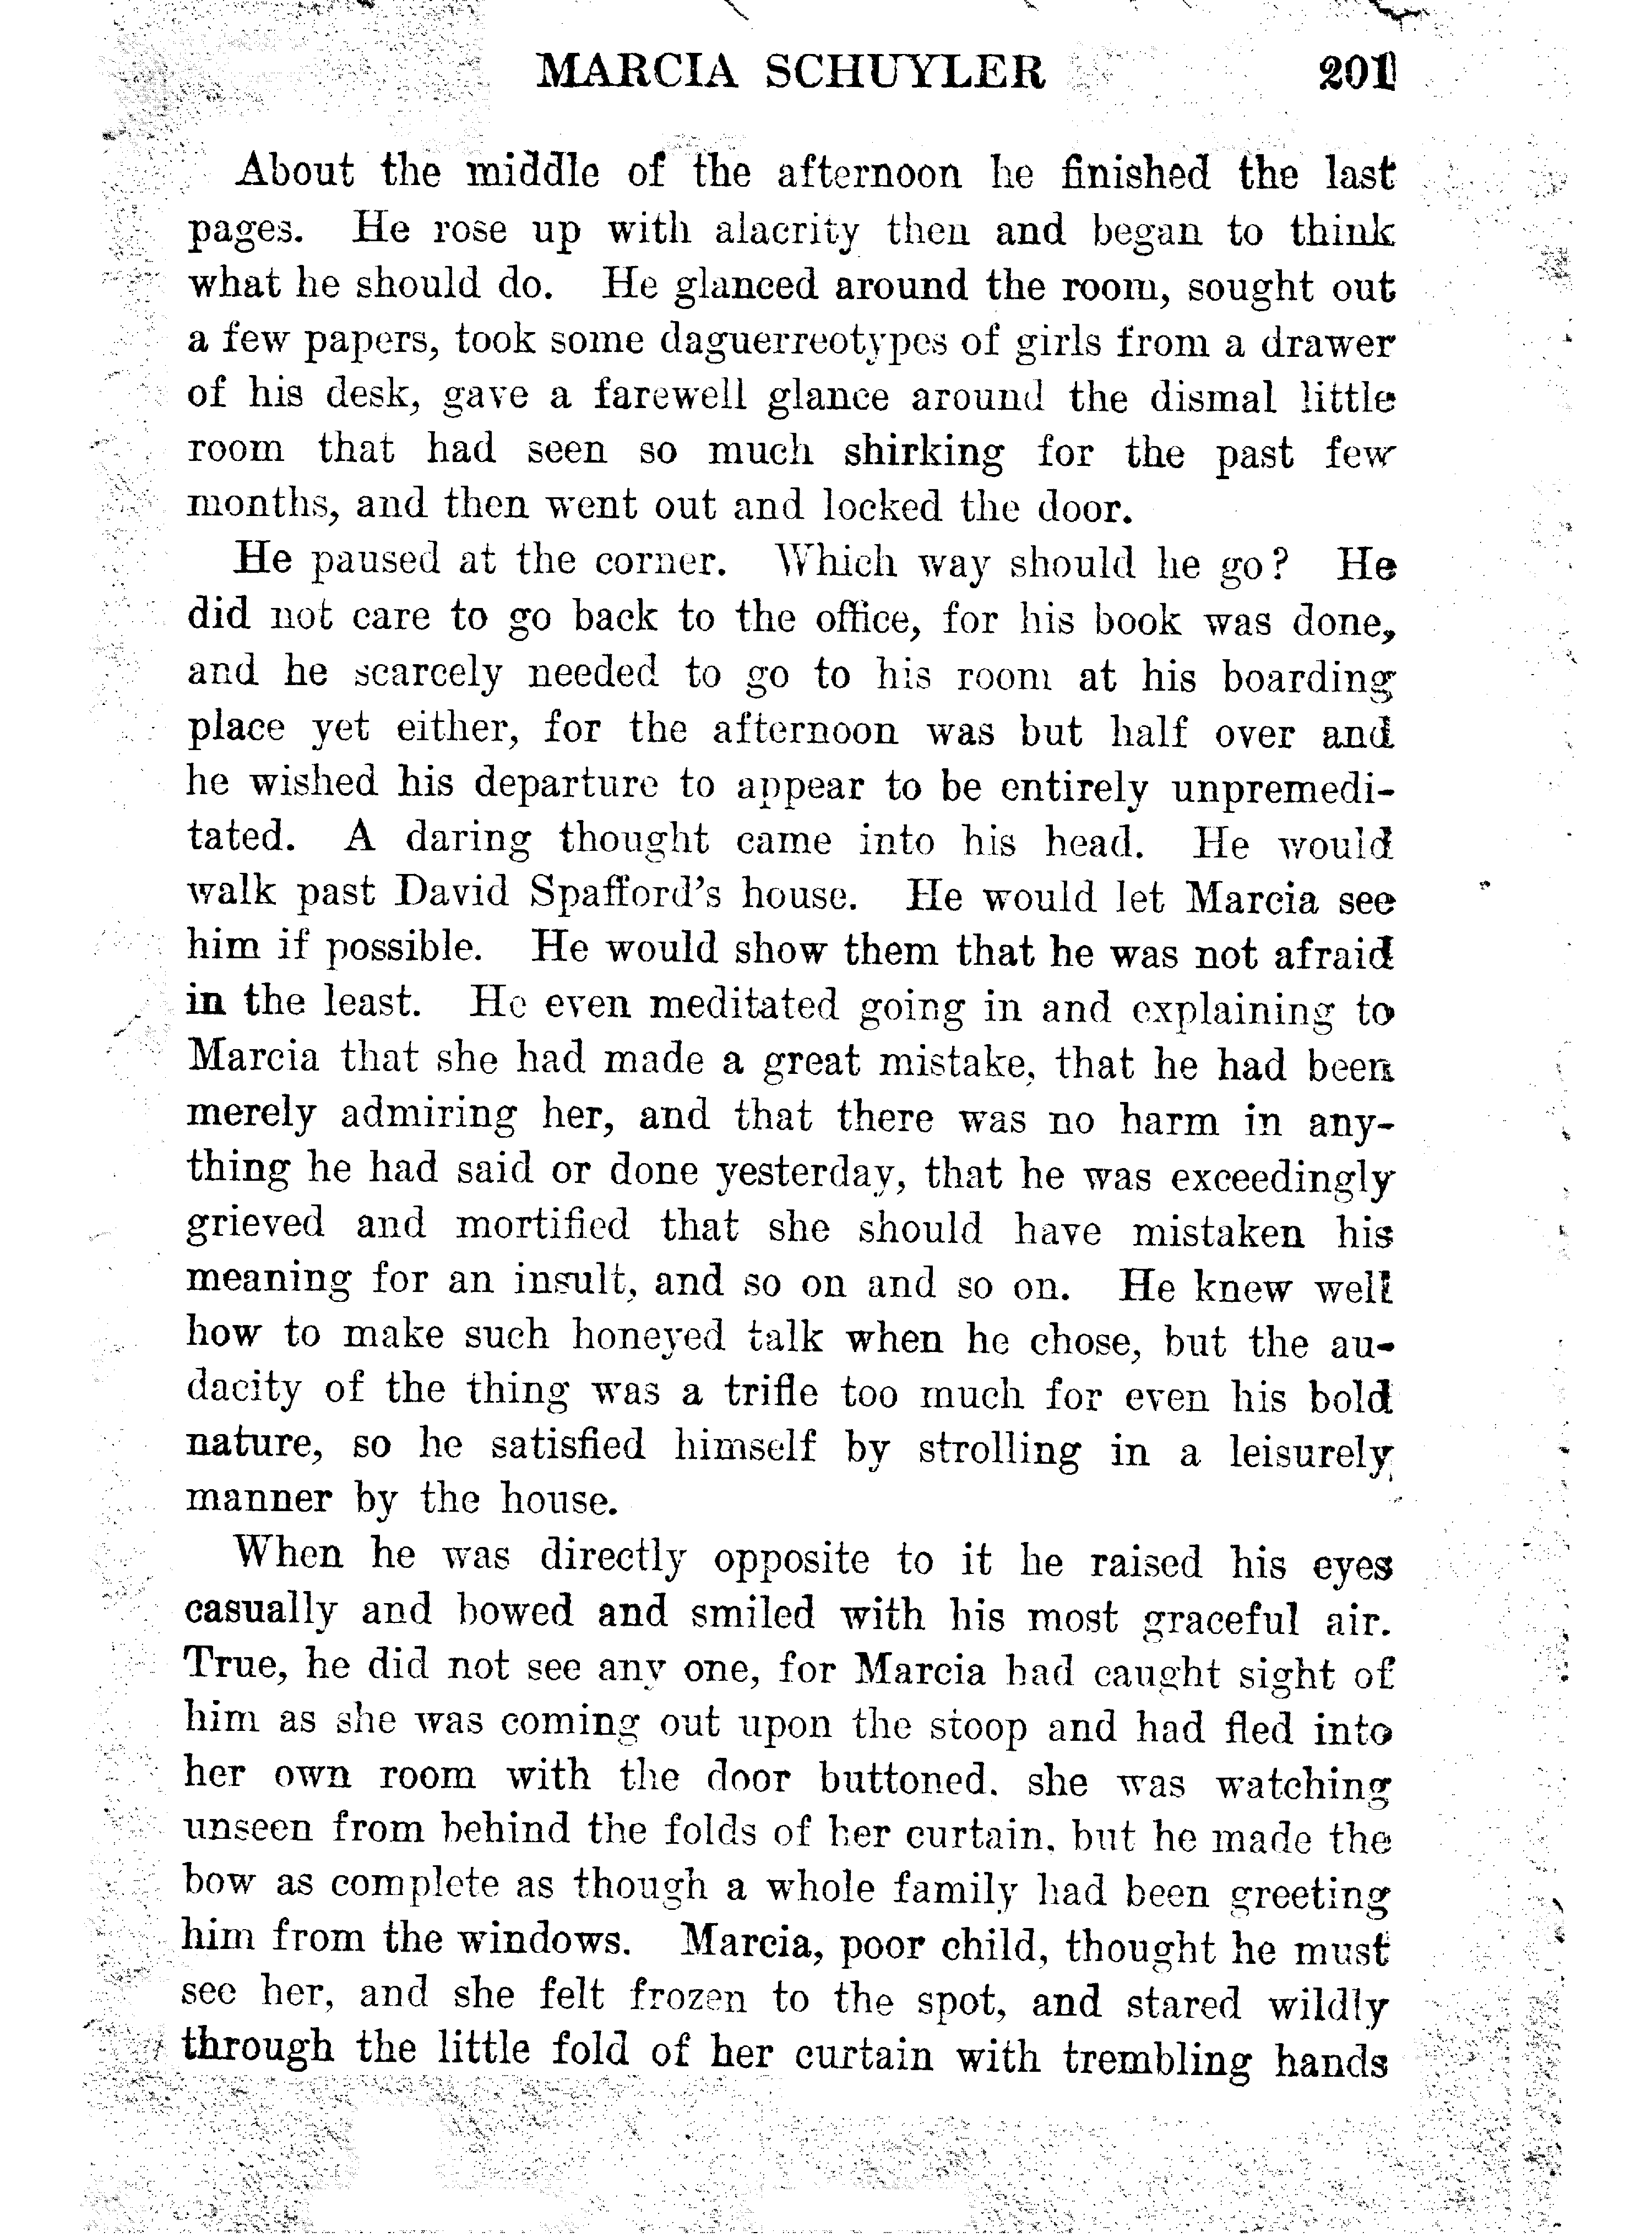 MARCIA SCHUYLER 201
About the middle of the afternoon he finished the last
pages. He rose up with alacrity then and began to think
what he should do. He glanced around the room, sought out
a few papers, took some daguerreotypes of girls from a drawer
of his desk, gave a farewell glance around the dismal little
room that had seen so much shirking for the past few
months, and then went out and locked the door.
He paused at the corner. Which way should he go? He
did not care to go back to the office, for his book was done,
and he scarcely needed to go to his room at his boarding
place yet either, for the afternoon was but half over and
he wished his departure to appear to be entirely unpremedi-
tated. A daring thought came into his head. He would
walk past David Spafford's house. He would let Marcia see
him if possible. He would show them that he was not afraid
in the least. He even meditated going in and explaining to
Marcia that she had made a great mistake, that he had been
merely admiring her, and that there was no harm in any-
thing he had said or done yesterday, that he was exceedingly
grieved and mortified that she should have mistaken his
meaning for an insult, and so on and so on. He knew well
how to make such honeyed talk when he chose, but the au-
dacity of the thing was a trifle too much for even his bold
nature, so he satisfied himself by strolling in a leisurely
manner by the house.
When he was directly opposite to it he raised his eyes
casually and bowed and smiled with his most graceful air.
True, he did not see any one, for Marcia had caught sight of
him as she was coming out upon the stoop and had fled into
her own room with the door buttoned. she was watching
unseen from behind the folds of her curtain, but he made the
bow as complete as though a whole family had been greeting
him from the windows. Marcia, poor child, thought he must
see her, and she felt frozen to the spot, and stared wildly
through the little fold of her curtain with trembling hands